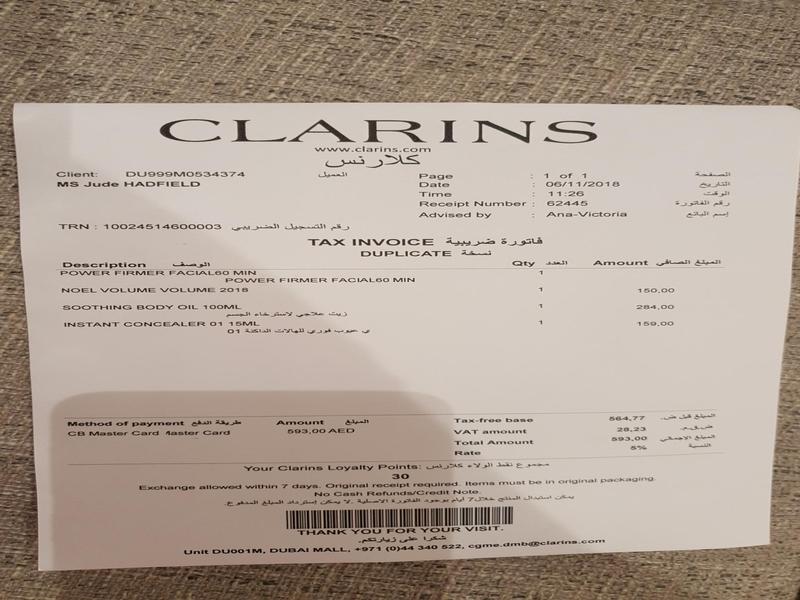 CLARINS
www.clarins.com
كلارنس
Client: DU999M0534374 العميل
MS Jude HADFIELD
Page : 1 of 1 الصفحة
Date : 06/11/2018 التاريخ
Time : 11:26 الوقت
Receipt Number : 62445 رقم الفاتورة
Advised by : Ana-Victoria إسم البائع
TRN : 10024514600003 رقم التسجيل الضريبي
TAX INVOICE فاتورة ضريبية
DUPLICATE نسخة
Description الوصف Qty العدد Amount المبلغ الصافي
POWER FIRMER FACIAL60 MIN 1
POWER FIRMER FACIAL60 MIN
NOEL VOLUME VOLUME 2018 1 150,00
SOOTHING BODY OIL 100ML 1 284,00
زيت علاجي لاسترخاء الجسم
INSTANT CONCEALER 01 15ML 1 159,00
ي عيوب فوري للهالات الداكنة 01
Method of payment طريقة الدفع Amount المبلغ
CB Master Card Master Card 593,00 AED
Tax-free base 564,77 المبلغ قبل ض.
VAT amount 28,23 ض.ق.م.
Total Amount 593,00 المبلغ الاجمالي
Rate 5% النسبة
Your Clarins Loyalty Points: مجموع نقط الولاء كلارنس:
30
Exchange allowed within 7 days. Original receipt required. Items must be in original packaging.
No Cash Refunds/Credit Note.
يمكن استبدال المنتج خلال 7 أيام بوجود الفاتورة الاصلية .لا يمكن إسترداد المبلغ المدفوع.
THANK YOU FOR YOUR VISIT.
شكرا على زيارتكم.
Unit DU001M, DUBAI MALL, +971 (0)44 340 522, cgme.dmb@clarins.com